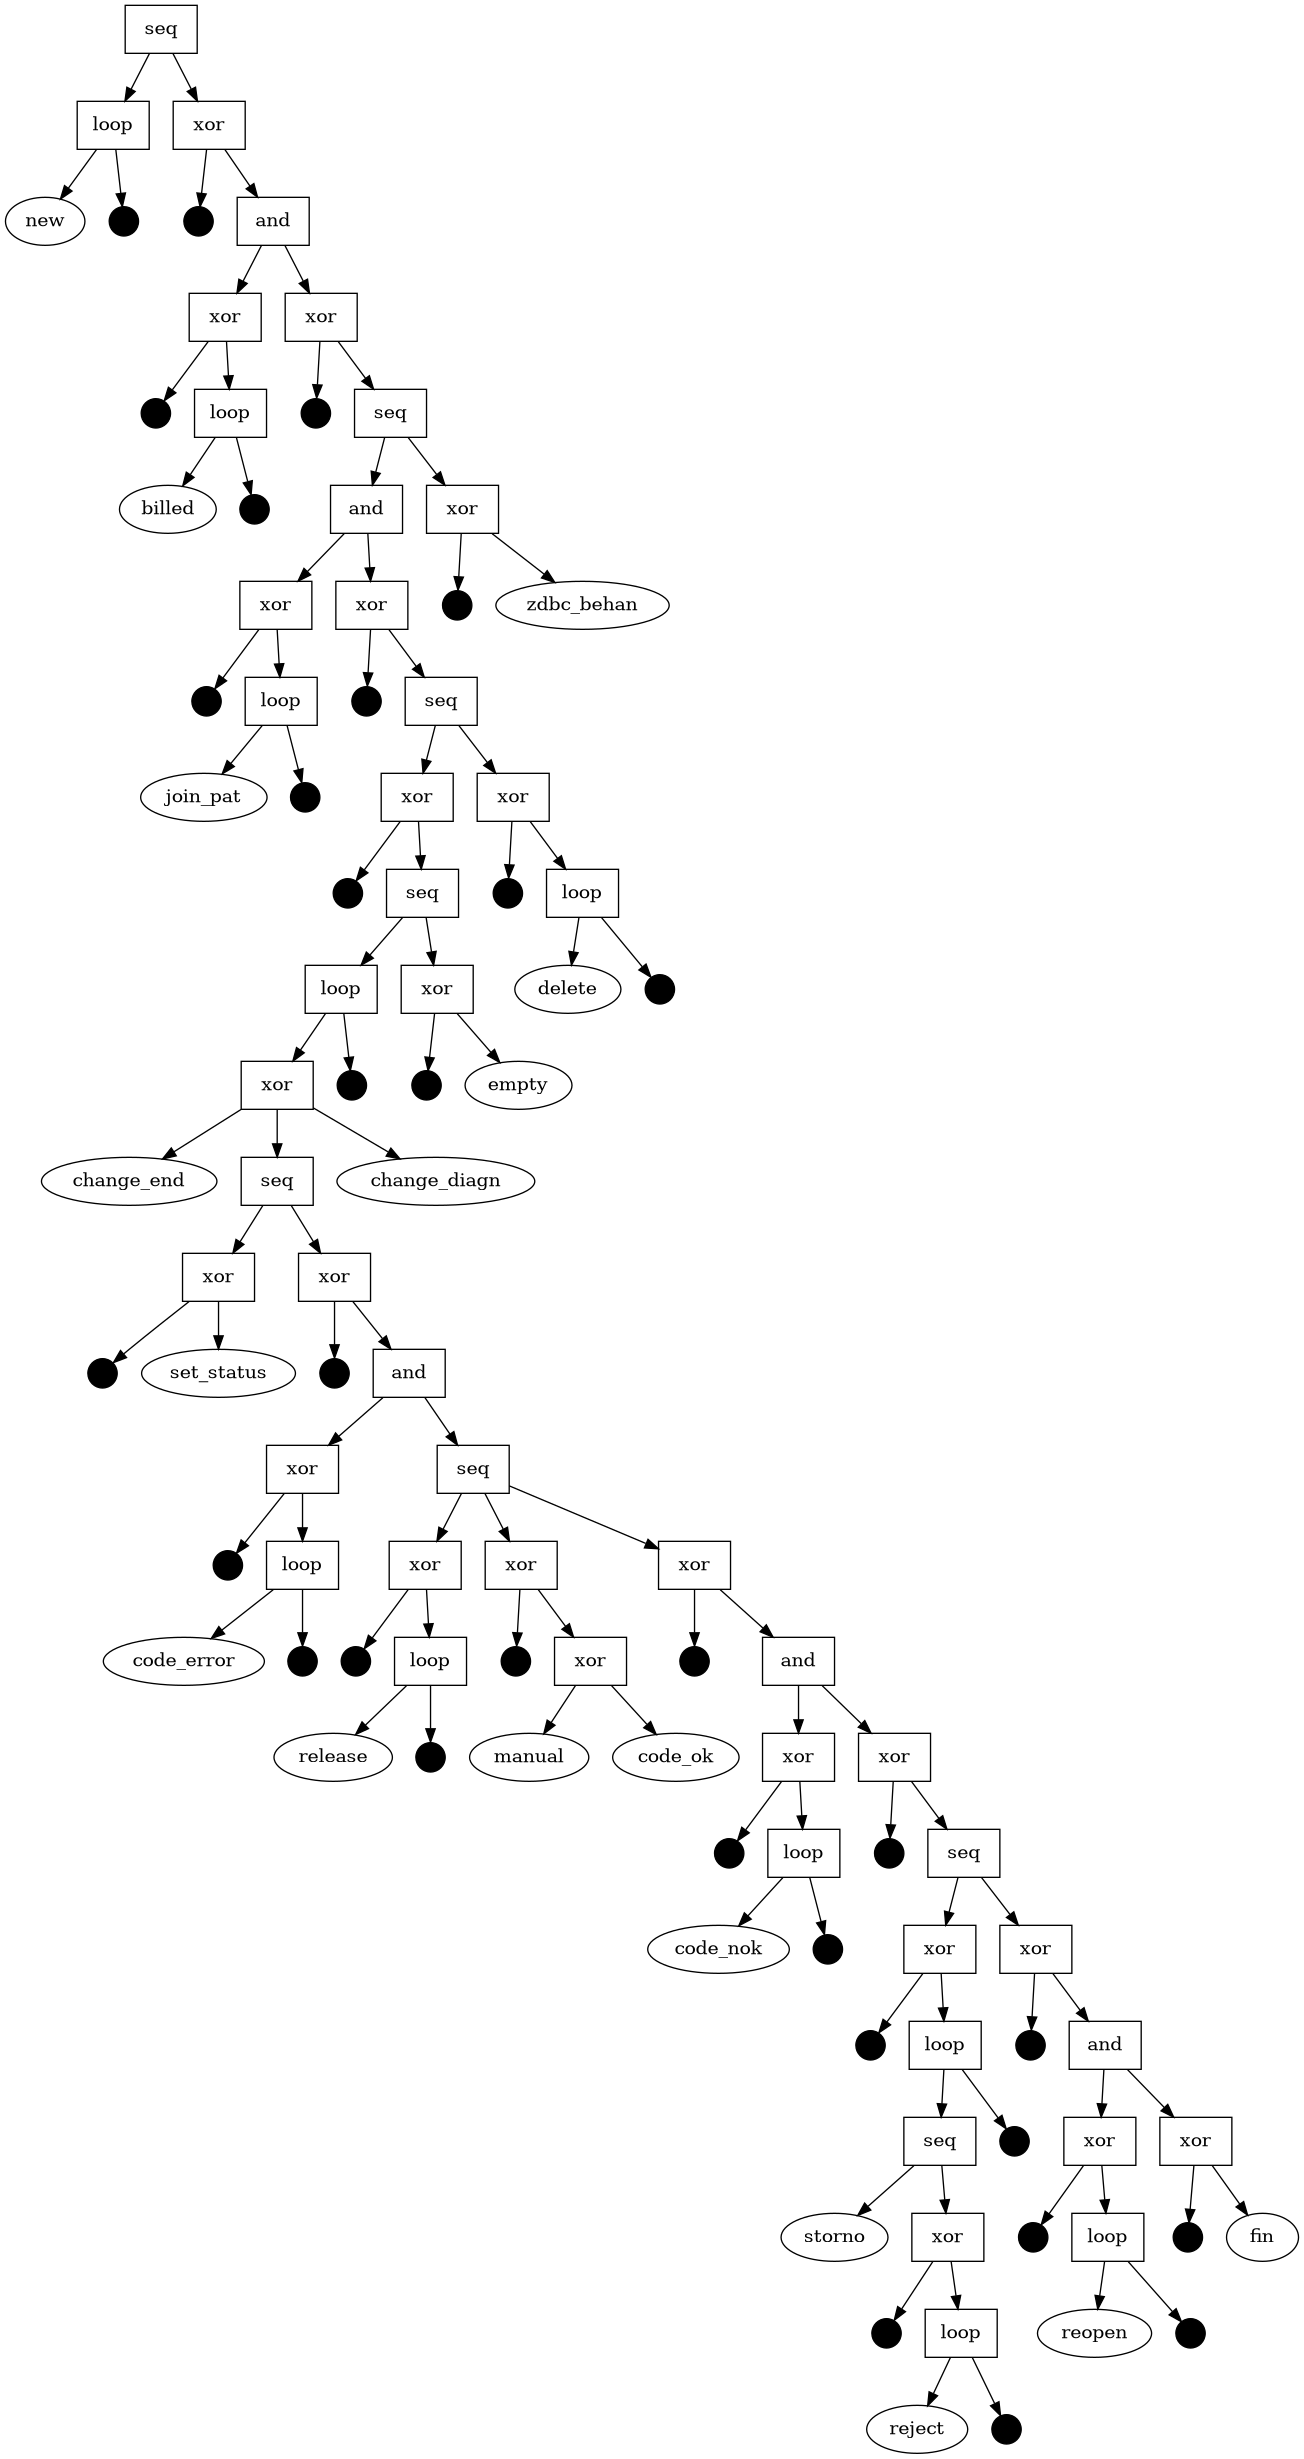 seq
loop
xor
new
and
xor
xor
loop
seq
billed
and
xor
xor
xor
zdbc_behan
loop
seq
join_pat
xor
xor
seq
loop
loop
xor
delete
xor
empty
change_end
seq
change_diagn
xor
xor
set_status
and
xor
seq
loop
xor
xor
xor
code_error
loop
xor
and
release
manual
code_ok
xor
xor
loop
seq
code_nok
xor
xor
loop
and
seq
xor
xor
storno
xor
loop
fin
loop
reopen
reject